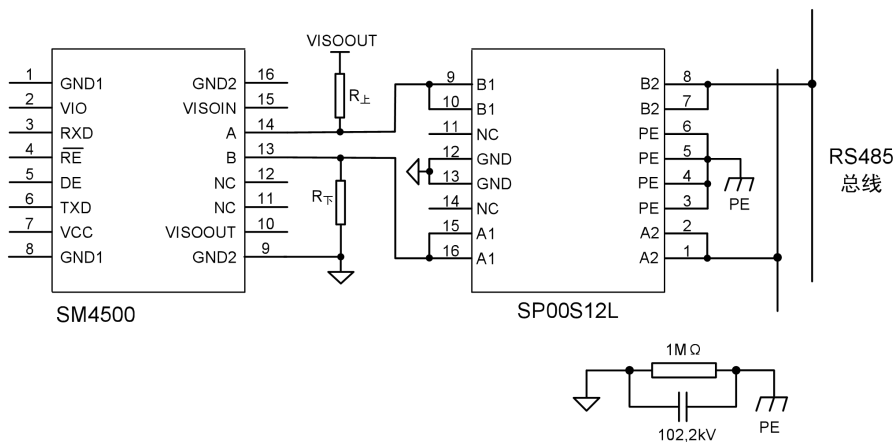 VISOOUT
R上
1 GND1 GND2 16
2 VIO VISOIN 15
3 RXD A 14
4 RE B 13
5 DE NC 12
6 TXD NC 11
7 VCC VISOOUT 10
8 GND1 GND2 9
R下
SM4500
9 B1 B2 8
10 B1 B2 7
11 NC PE 6
12 GND PE 5
13 GND PE 4
14 NC PE 3
15 A1 A2 2
16 A1 A2 1
SP00S12L
PE
RS485
总线
1MΩ
102,2kV
PE